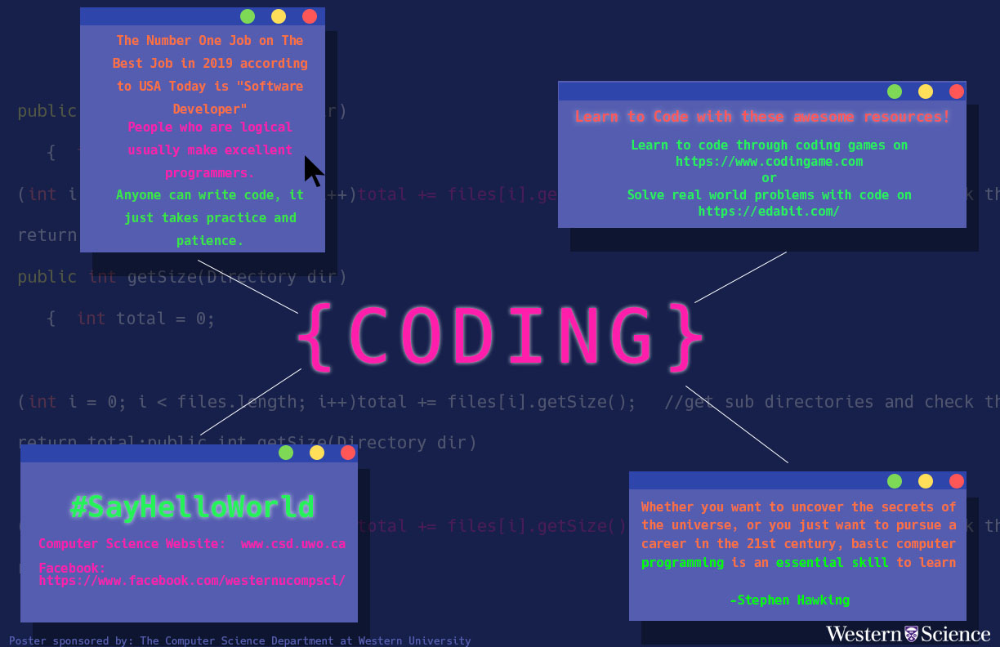 The Number One Job on The
Best Job in 2019 according
to USA Today is "Software
Developer"
People who are logical
usually make excellent
programmers.
Anyone can write code, it
just takes practice and
patience.
Learn to Code with these awesome resources!
Learn to code through coding games on
https://www.codingame.com
or
Solve real world problems with code on
https://edabit.com/
public
{
(int i
++)total += files[i].ge
k th
return
public int getSize(Directory dir)
{ int total = 0;
{CODING}
(int i = 0; i < files.length; i++)total += files[i].getSize(); //get sub directories and check th
return total;public int getSize(Directory dir)
total += files[i].getSize()
k th
#SayHelloWorld
Computer Science Website: www.csd.uwo.ca
Facebook:
https://www.facebook.com/westernucompsci/
Whether you want to uncover the secrets of
the universe, or you just want to pursue a
career in the 21st century, basic computer
programming is an essential skill to learn
-Stephen Hawking
Poster sponsored by: The Computer Science Department at Western University
Western Science